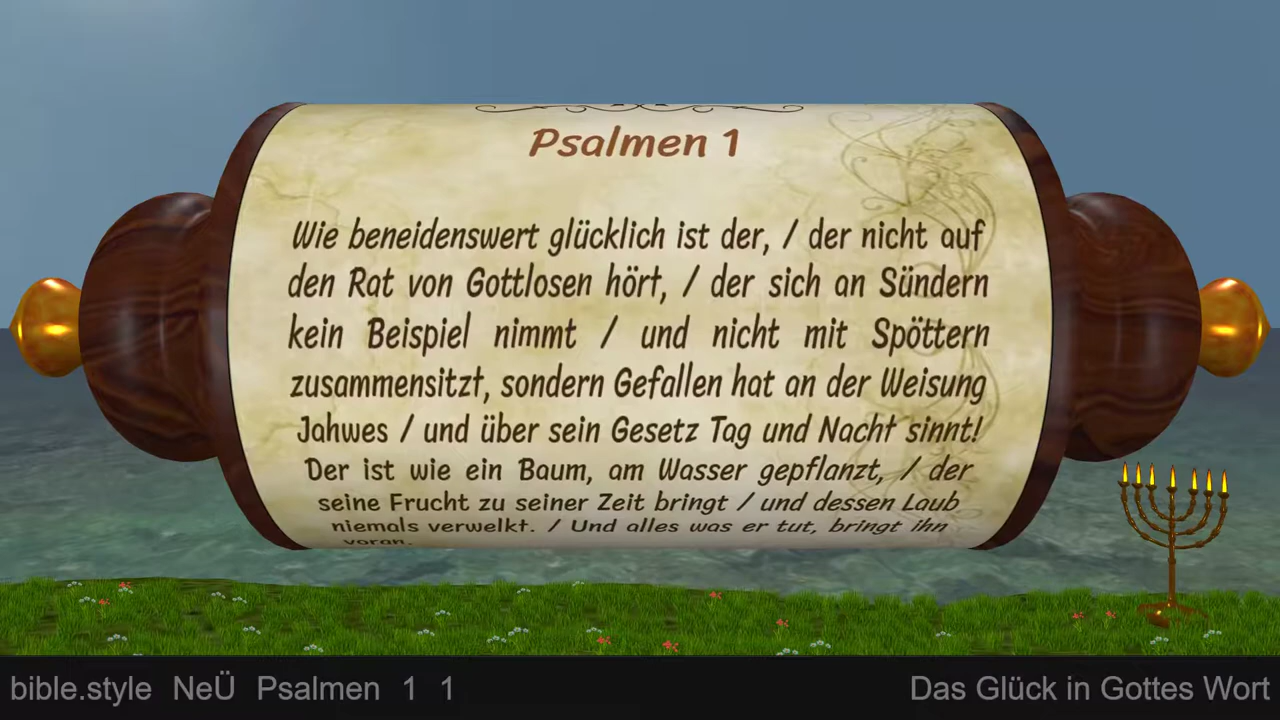 Psalmen 1
Wie beneidenswert glücklich ist der, / der nicht auf
den Rat von Gottlosen hört, / der sich an Sündern
kein Beispiel nimmt / und nicht mit Spöttern
zusammensitzt, sondern Gefallen hat an der Weisung
Jahwes / und über sein Gesetz Tag und Nacht sinnt!
Der ist wie ein Baum, am Wasser gepflanzt, / der
seine Frucht zu seiner Zeit bringt / und dessen Laub
niemals verwelkt. / Und alles was er tut, bringt ihn
voran.
bible.style NeÜ Psalmen 1 1
Das Glück in Gottes Wort